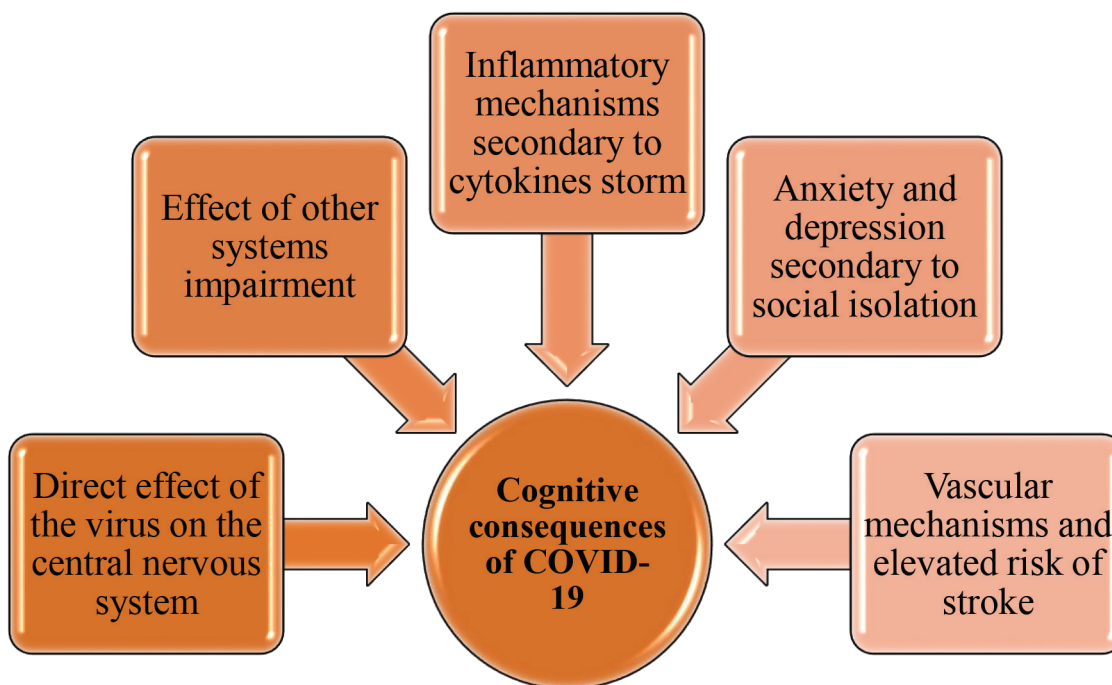 Direct effect of
the virus on the
central nervous
system
Effect of other
systems
impairment
Inflammatory
mechanisms
secondary to
cytokines storm
Anxiety and
depression
secondary to
social isolation
Vascular
mechanisms and
elevated risk of
stroke
Cognitive
consequences
of COVID-
19